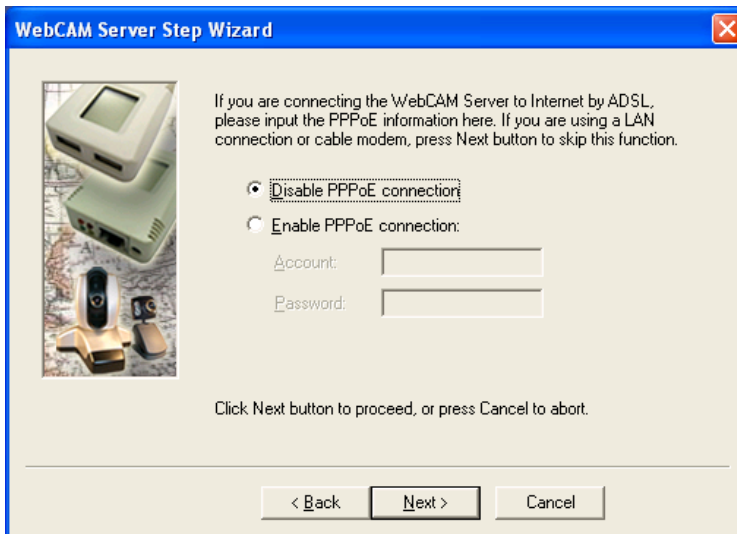 WebCAM Server Step Wizard
If you are connecting the WebCAM Server to Internet by ADSL,
please input the PPPoE information here. If you are using a LAN
connection or cable modem, press Next button to skip this function.
Disable PPPoE connection
Enable PPPoE connection:
Account:
Password:
Click Next button to proceed, or press Cancel to abort.
< Back
Next >
Cancel